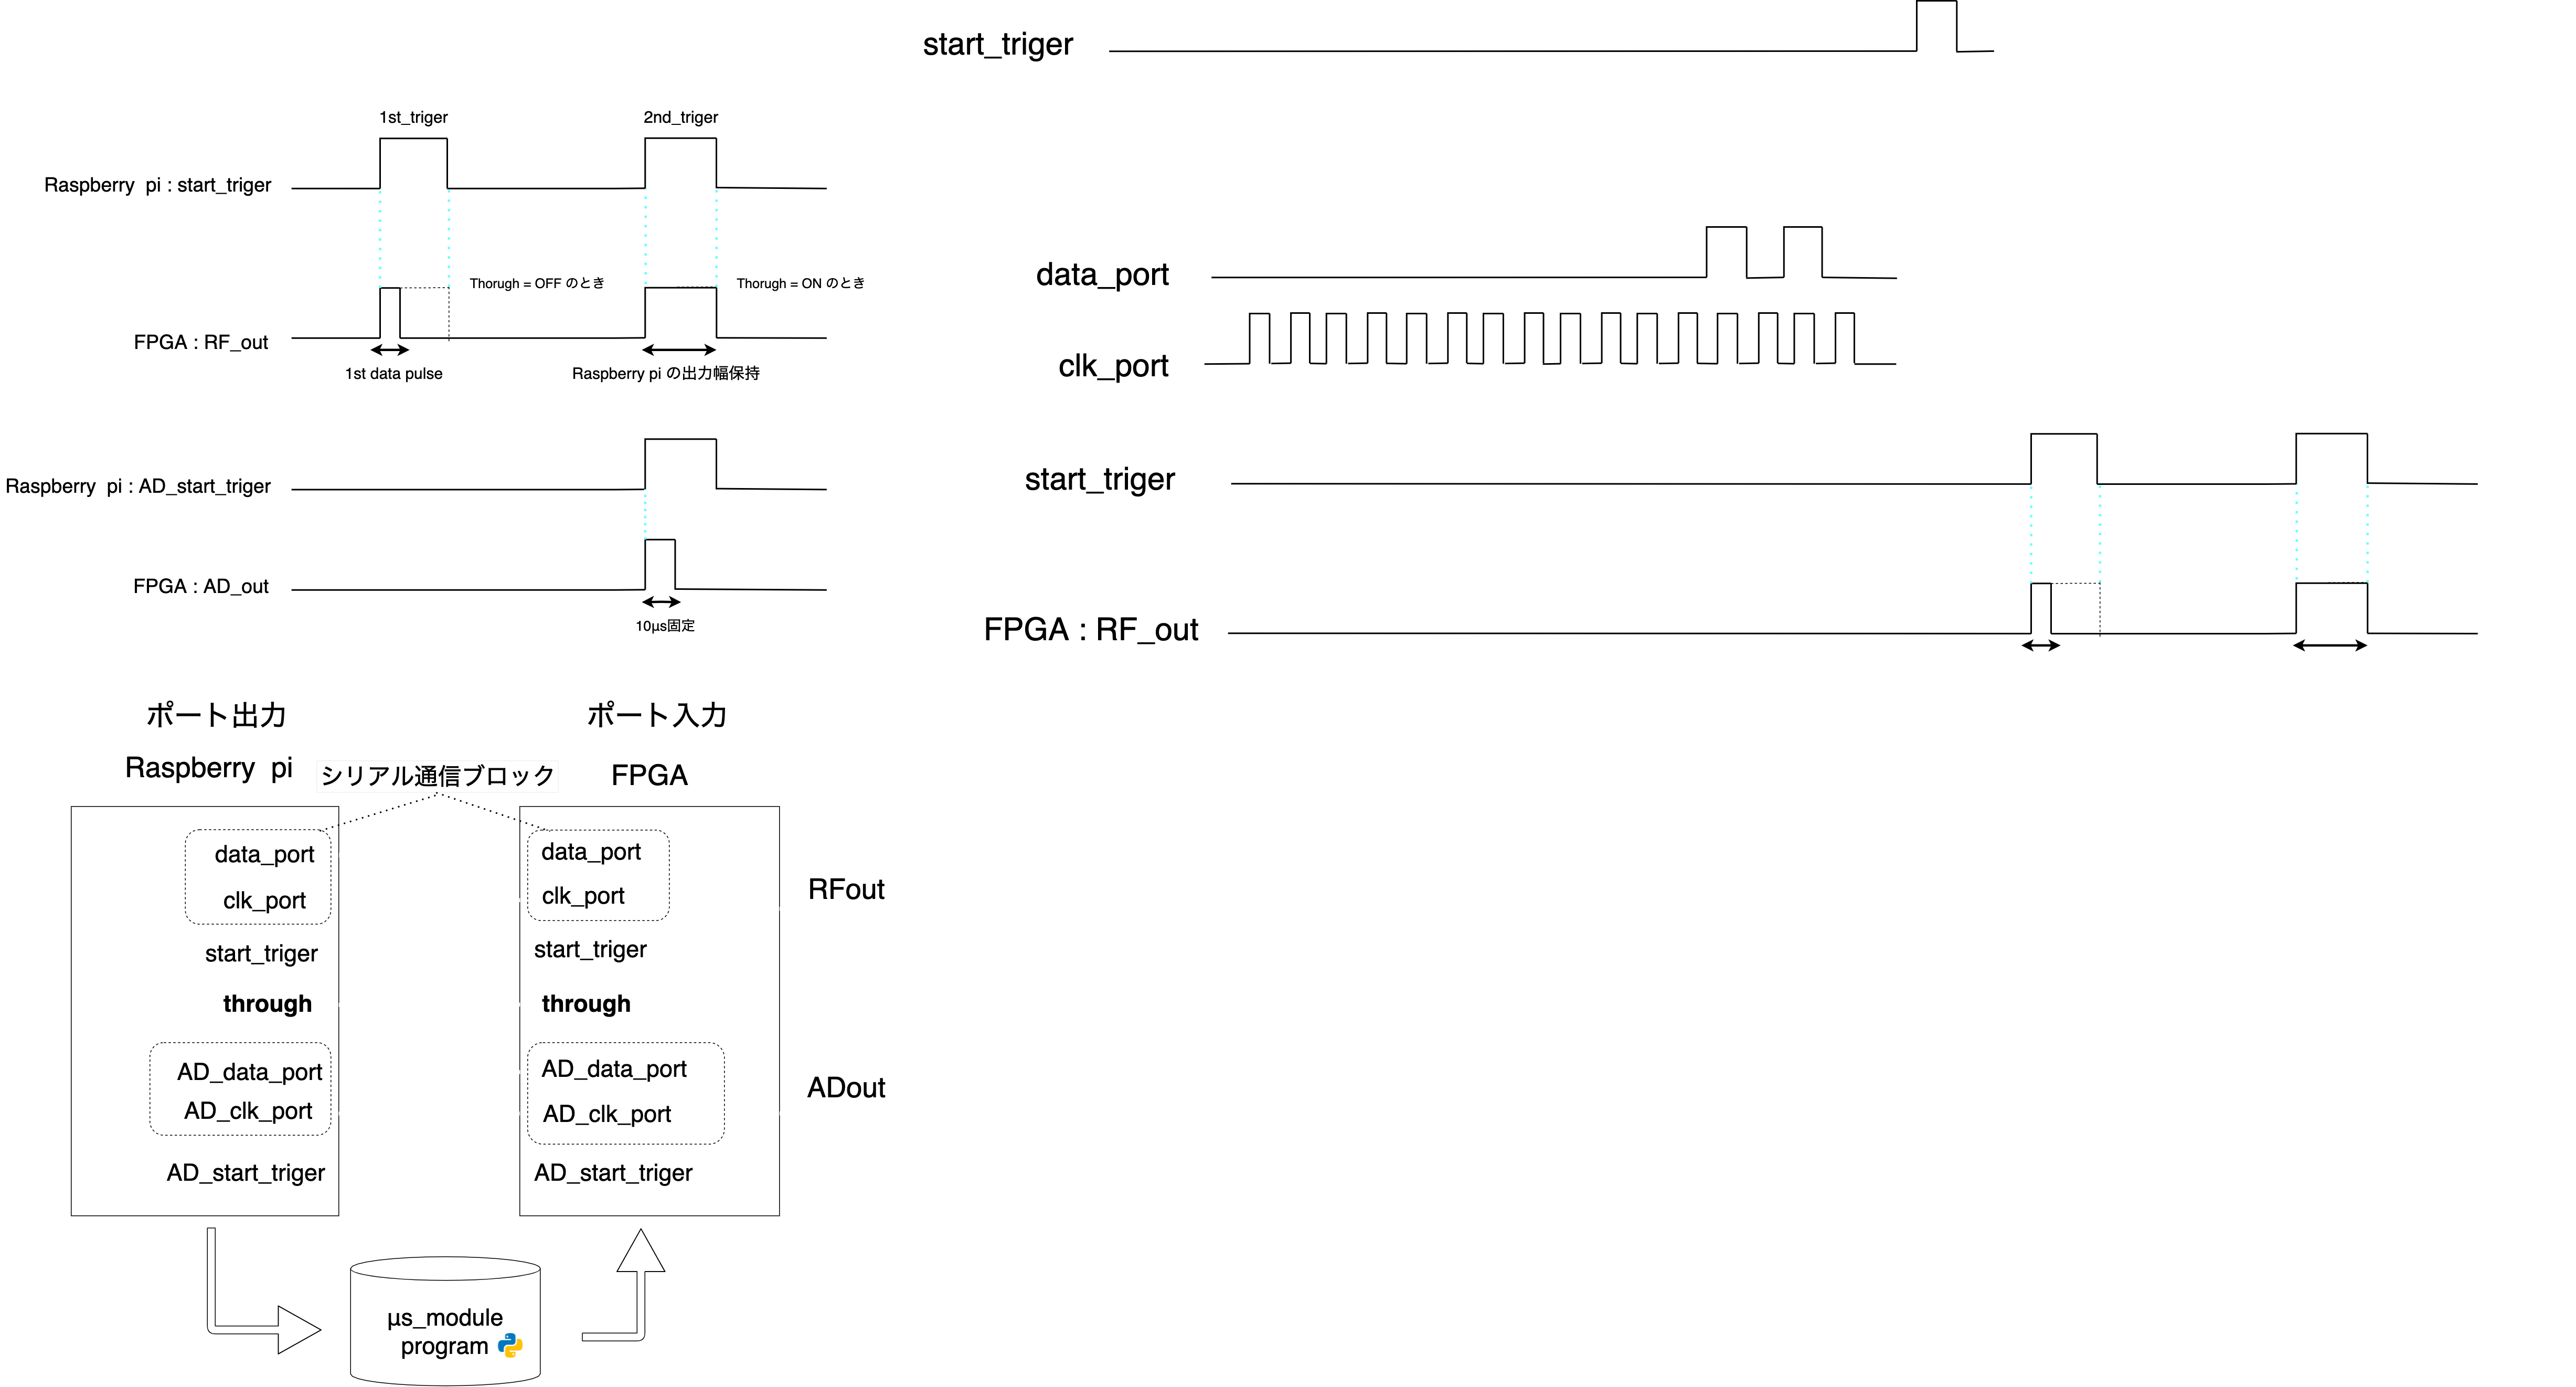 start_triger
1st_triger
2nd_triger
Raspberry pi : start_triger
Thorugh = OFF のとき
Thorugh = ON のとき
FPGA : RF_out
1st data pulse
Raspberry pi の出力幅保持
Raspberry pi : AD_start_triger
FPGA : AD_out
10μs固定
data_port
clk_port
start_triger
FPGA : RF_out
ポート出力
ポート入力
Raspberry pi
シリアル通信ブロック
FPGA
data_port
clk_port
start_triger
through
AD_data_port
AD_clk_port
AD_start_triger
data_port
clk_port
start_triger
through
AD_data_port
AD_clk_port
AD_start_triger
RFout
ADout
μs_module
program